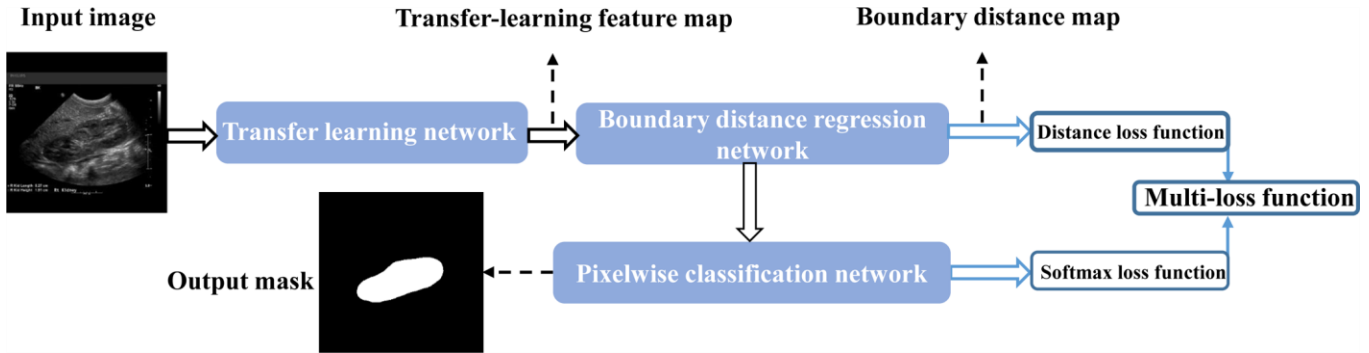 Input image
Transfer-learning feature map
Boundary distance map
Transfer learning network
Boundary distance regression
network
Distance loss function
Multi-loss function
Output mask
Pixelwise classification network
Softmax loss function